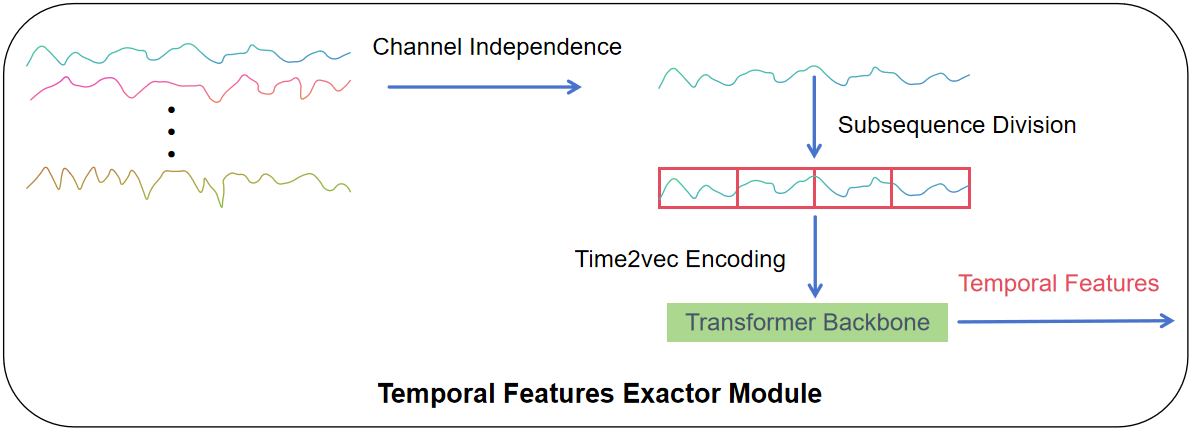 Channel Independence
Subsequence Division
Time2vec Encoding
Temporal Features
Transformer Backbone
Temporal Features Exactor Module